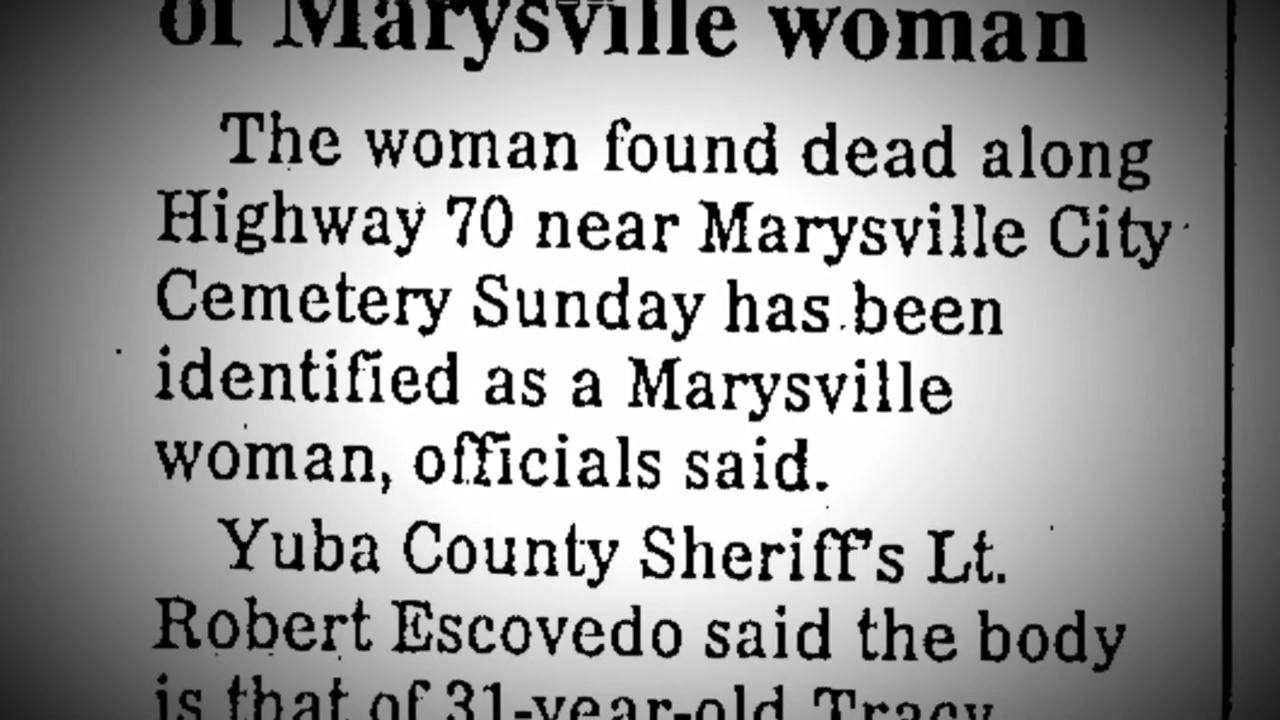 of Marysville woman
The woman found dead along
Highway 70 near Marysville City
Cemetery Sunday has been
identified as a Marysville
woman, officials said.
Yuba County Sheriff's Lt.
Robert Escovedo said the body
is that of 31-year-old Tracy